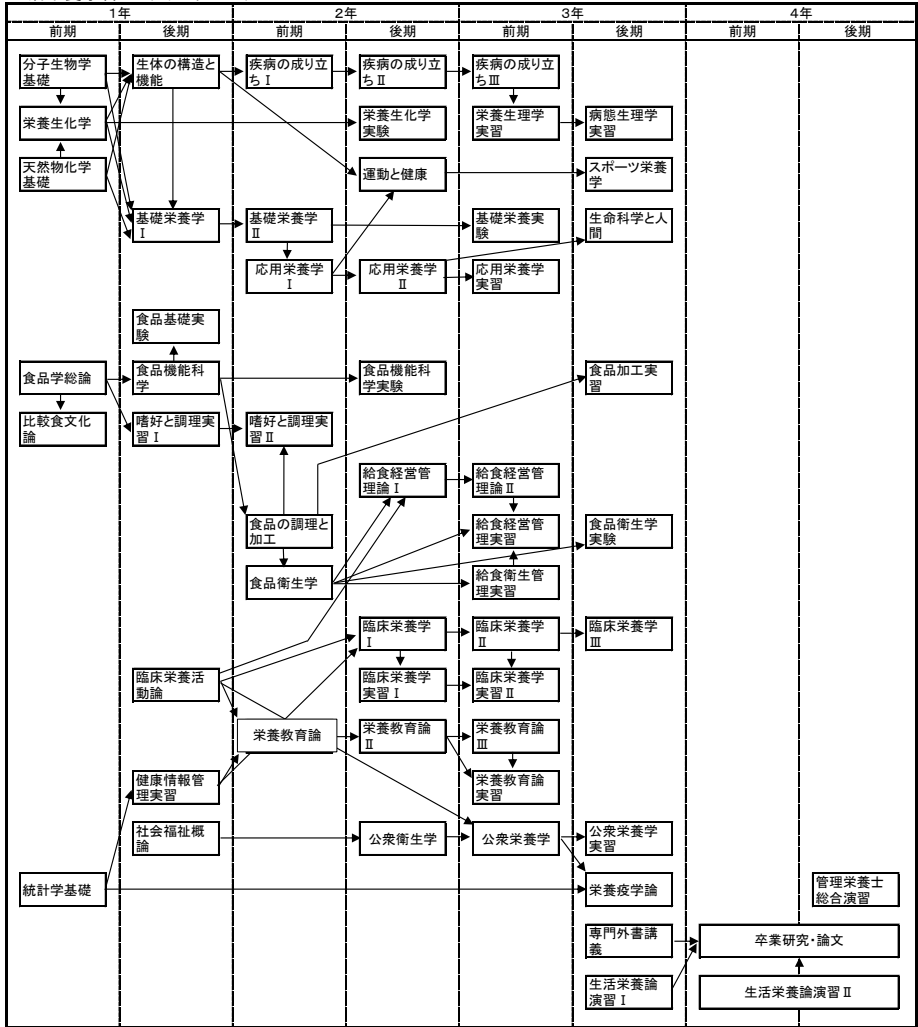 1年
2年
3年
4年
前期
後期
前期
後期
前期
後期
前期
後期
分子生物学
基礎
生体の構造と
機能
疾病の成り立
ちⅠ
疾病の成り立
ちⅡ
疾病の成り立
ちⅢ
栄養生化学
栄養生化学
実験
栄養生理学
実習
病態生理学
実習
天然物化学
基礎
運動と健康
スポーツ栄養
学
基礎栄養学
Ⅰ
基礎栄養学
Ⅱ
基礎栄養実
験
生命科学と人
間
応用栄養学
Ⅰ
応用栄養学
Ⅱ
応用栄養学
実習
食品基礎実
験
食品学総論
食品機能科
学
食品機能科
学実験
食品加工実
習
比較食文化
論
嗜好と調理実
習Ⅰ
嗜好と調理実
習Ⅱ
給食経営管
理論Ⅰ
給食経営管
理論Ⅱ
食品の調理と
加工
給食経営管
理実習
食品衛生学
実験
食品衛生学
給食衛生管
理実習
臨床栄養学
Ⅰ
臨床栄養学
Ⅱ
臨床栄養学
Ⅲ
臨床栄養活
動論
臨床栄養学
実習Ⅰ
臨床栄養学
実習Ⅱ
栄養教育論
栄養教育論
Ⅱ
栄養教育論
Ⅲ
健康情報管
理実習
栄養教育論
実習
社会福祉概
論
公衆衛生学
公衆栄養学
公衆栄養学
実習
統計学基礎
栄養疫学論
管理栄養士
総合演習
専門外書講
義
卒業研究・論文
生活栄養論
演習Ⅰ
生活栄養論演習Ⅱ